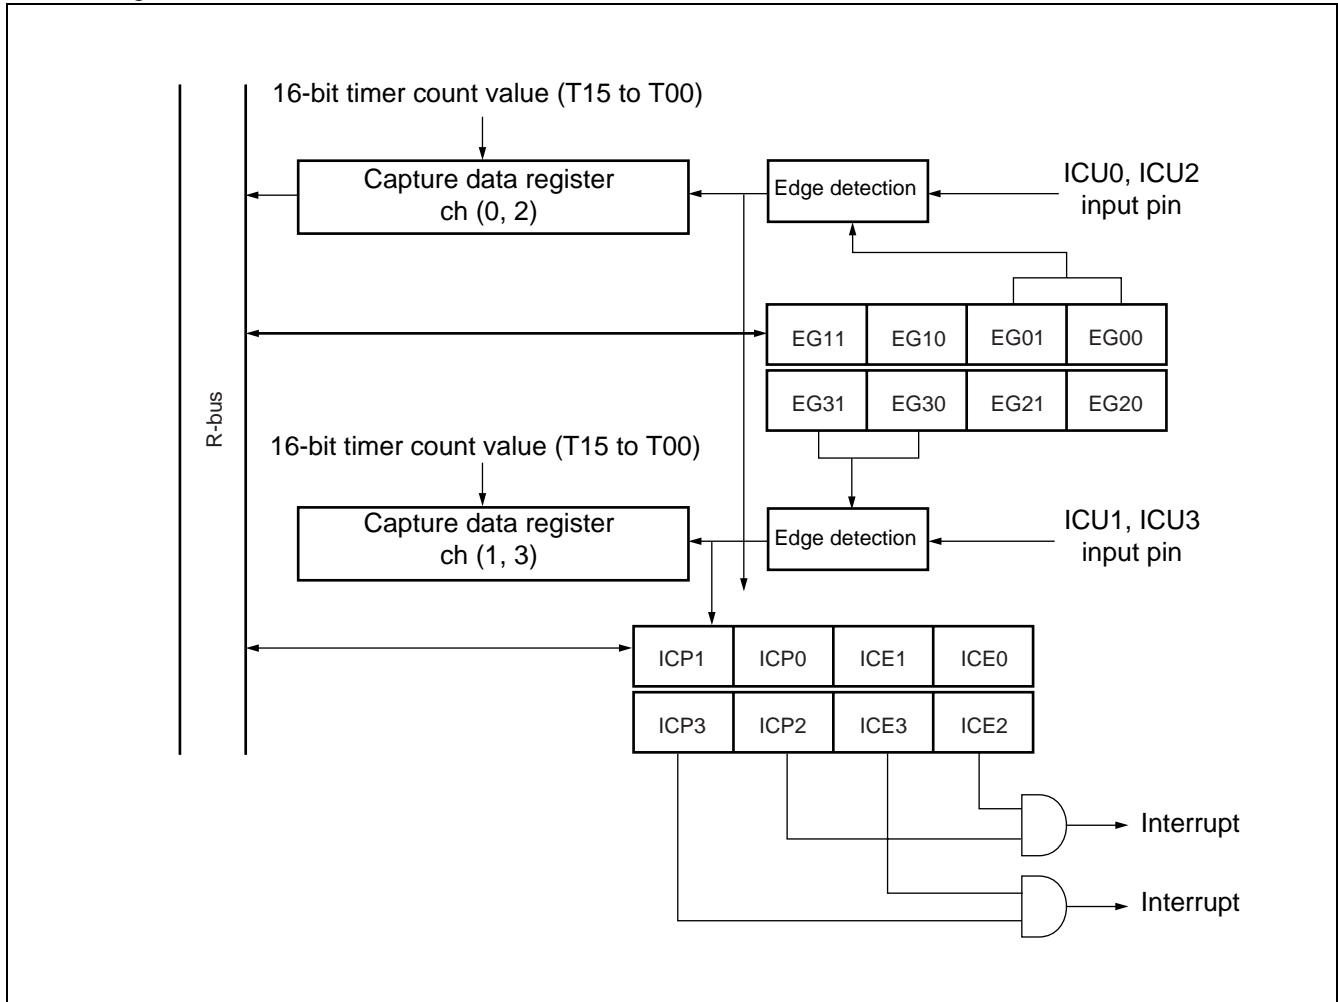 16-bit timer count value (T15 to T00)
Capture data register
ch (0, 2)
Edge detection
ICU0, ICU2
input pin
EG11 EG10 EG01 EG00
EG31 EG30 EG21 EG20
R-bus
16-bit timer count value (T15 to T00)
Capture data register
ch (1, 3)
Edge detection
ICU1, ICU3
input pin
ICP1 ICP0 ICE1 ICE0
ICP3 ICP2 ICE3 ICE2
Interrupt
Interrupt